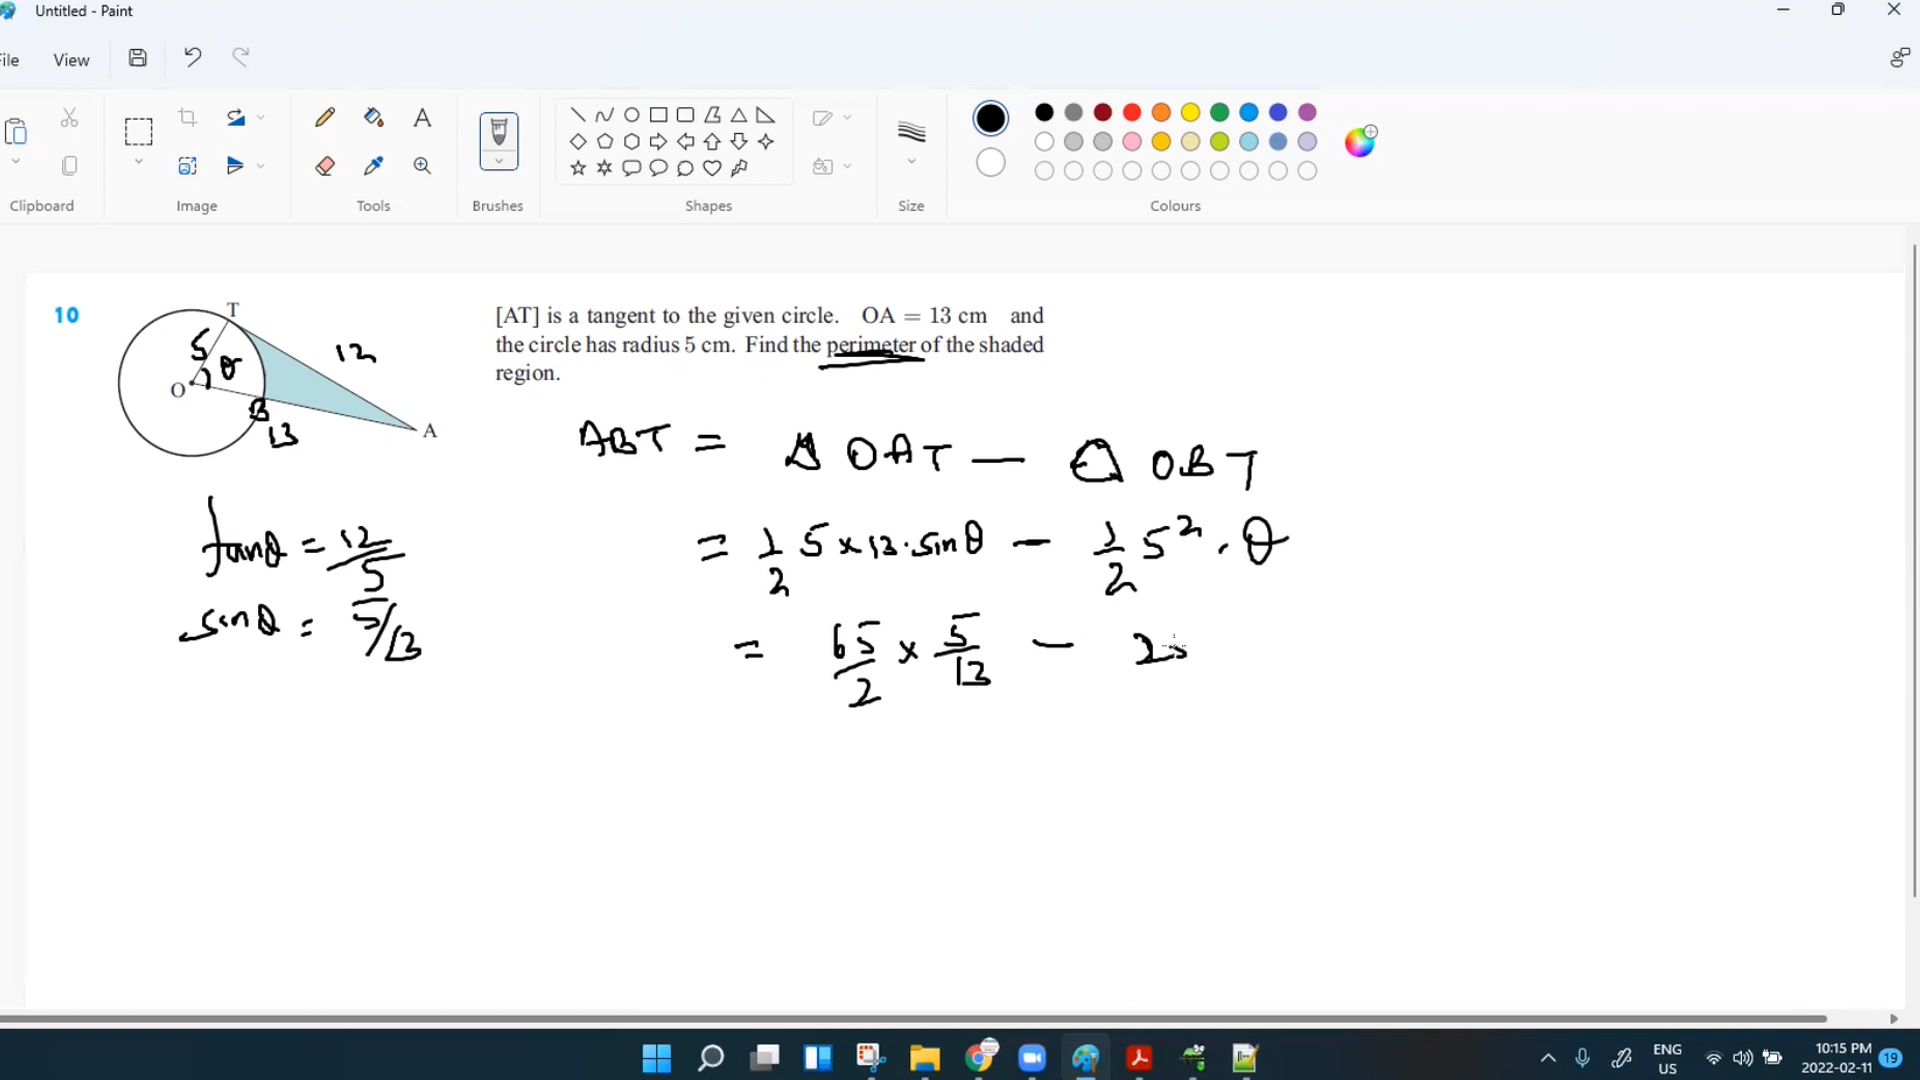 Untitled - Paint
File View
Clipboard Image Tools Brushes Shapes Size Colours
10
T
5
θ
12
O
B
13
A
[AT] is a tangent to the given circle. OA = 13 cm and
the circle has radius 5 cm. Find the perimeter of the shaded
region.
ABT = △ OAT — OBT
tanθ = 12/5
= 1/2 5 × 13 · sinθ — 1/2 5² · θ
sinθ = 5/13
= 65/2 × 5/13 — 25
ENG
US
10:15 PM
2022-02-11
19